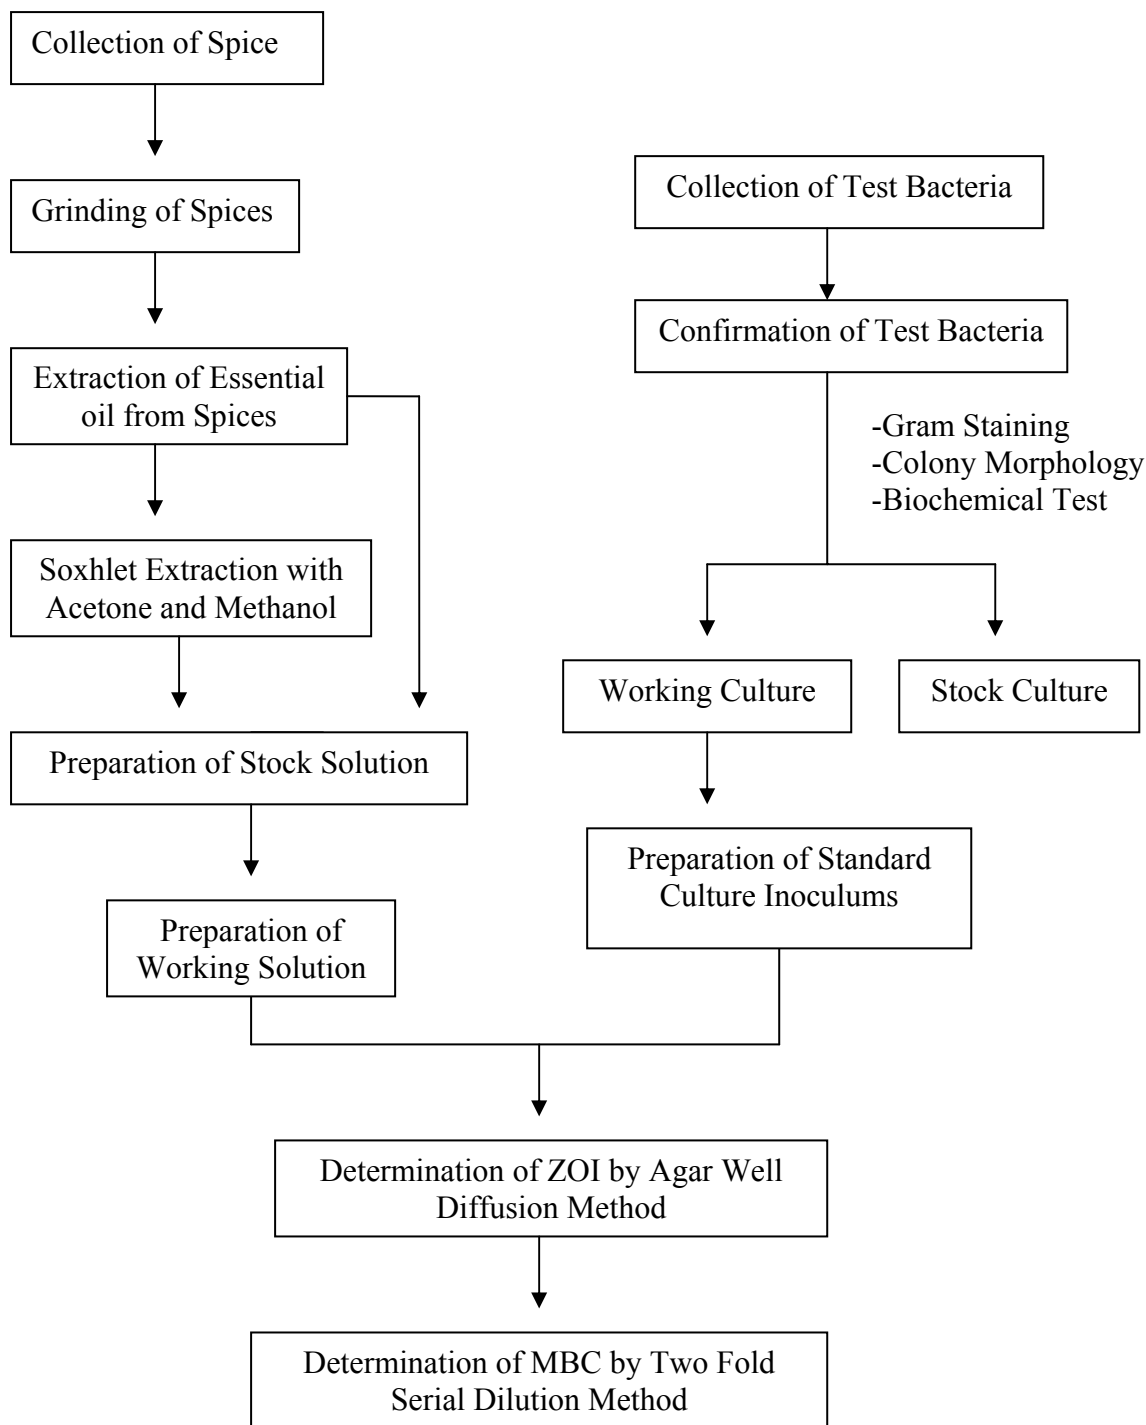 Collection of Spice
Grinding of Spices
Extraction of Essential
oil from Spices
Soxhlet Extraction with
Acetone and Methanol
Preparation of Stock Solution
Preparation of
Working Solution
Collection of Test Bacteria
Confirmation of Test Bacteria
-Gram Staining
-Colony Morphology
-Biochemical Test
Working Culture
Stock Culture
Preparation of Standard
Culture Inoculums
Determination of ZOI by Agar Well
Diffusion Method
Determination of MBC by Two Fold
Serial Dilution Method